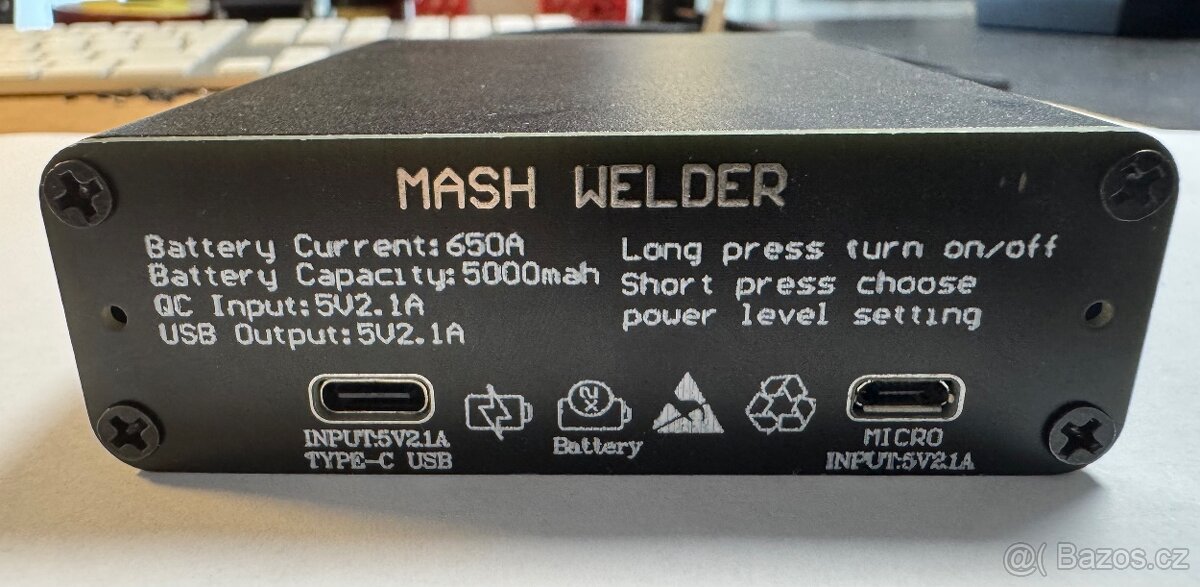 MASH WELDER
Battery Current:650A
Battery Capacity:5000mah
QC Input:5V2.1A
USB Output:5V2.1A
Long press turn on/off
Short press choose
power level setting
INPUT:5V2.1A
TYPE-C USB
2X
Battery
MICRO
INPUT:5V2.1A
@( Bazos.cz